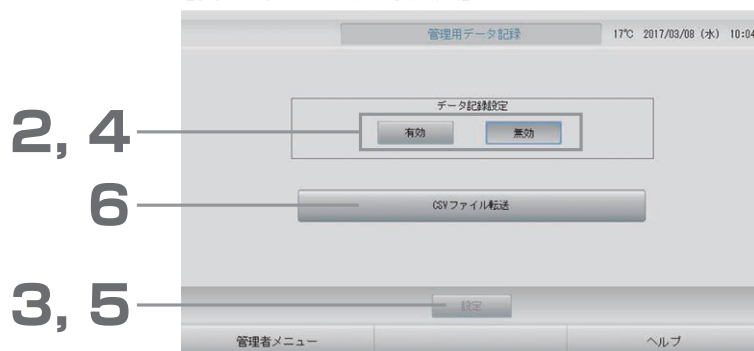 管理用データ記録 17℃ 2017/03/08 (水) 10:04
データ記録設定
2, 4 有効 無効
6 CSVファイル転送
3, 5 設定
管理者メニュー ヘルプ